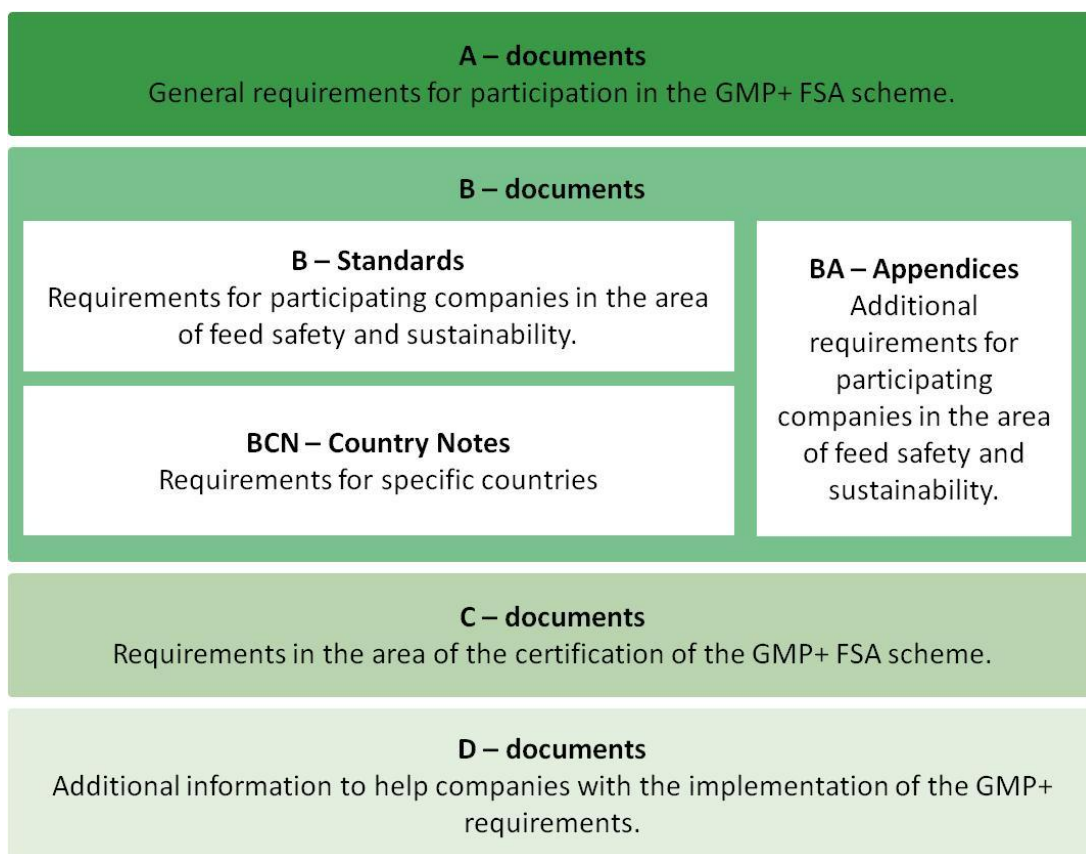 A – documents
General requirements for participation in the GMP+ FSA scheme.
B – documents
B – Standards
Requirements for participating companies in the area
of feed safety and sustainability.
BCN – Country Notes
Requirements for specific countries
BA – Appendices
Additional
requirements for
participating
companies in the area
of feed safety and
sustainability.
C – documents
Requirements in the area of the certification of the GMP+ FSA scheme.
D – documents
Additional information to help companies with the implementation of the GMP+
requirements.